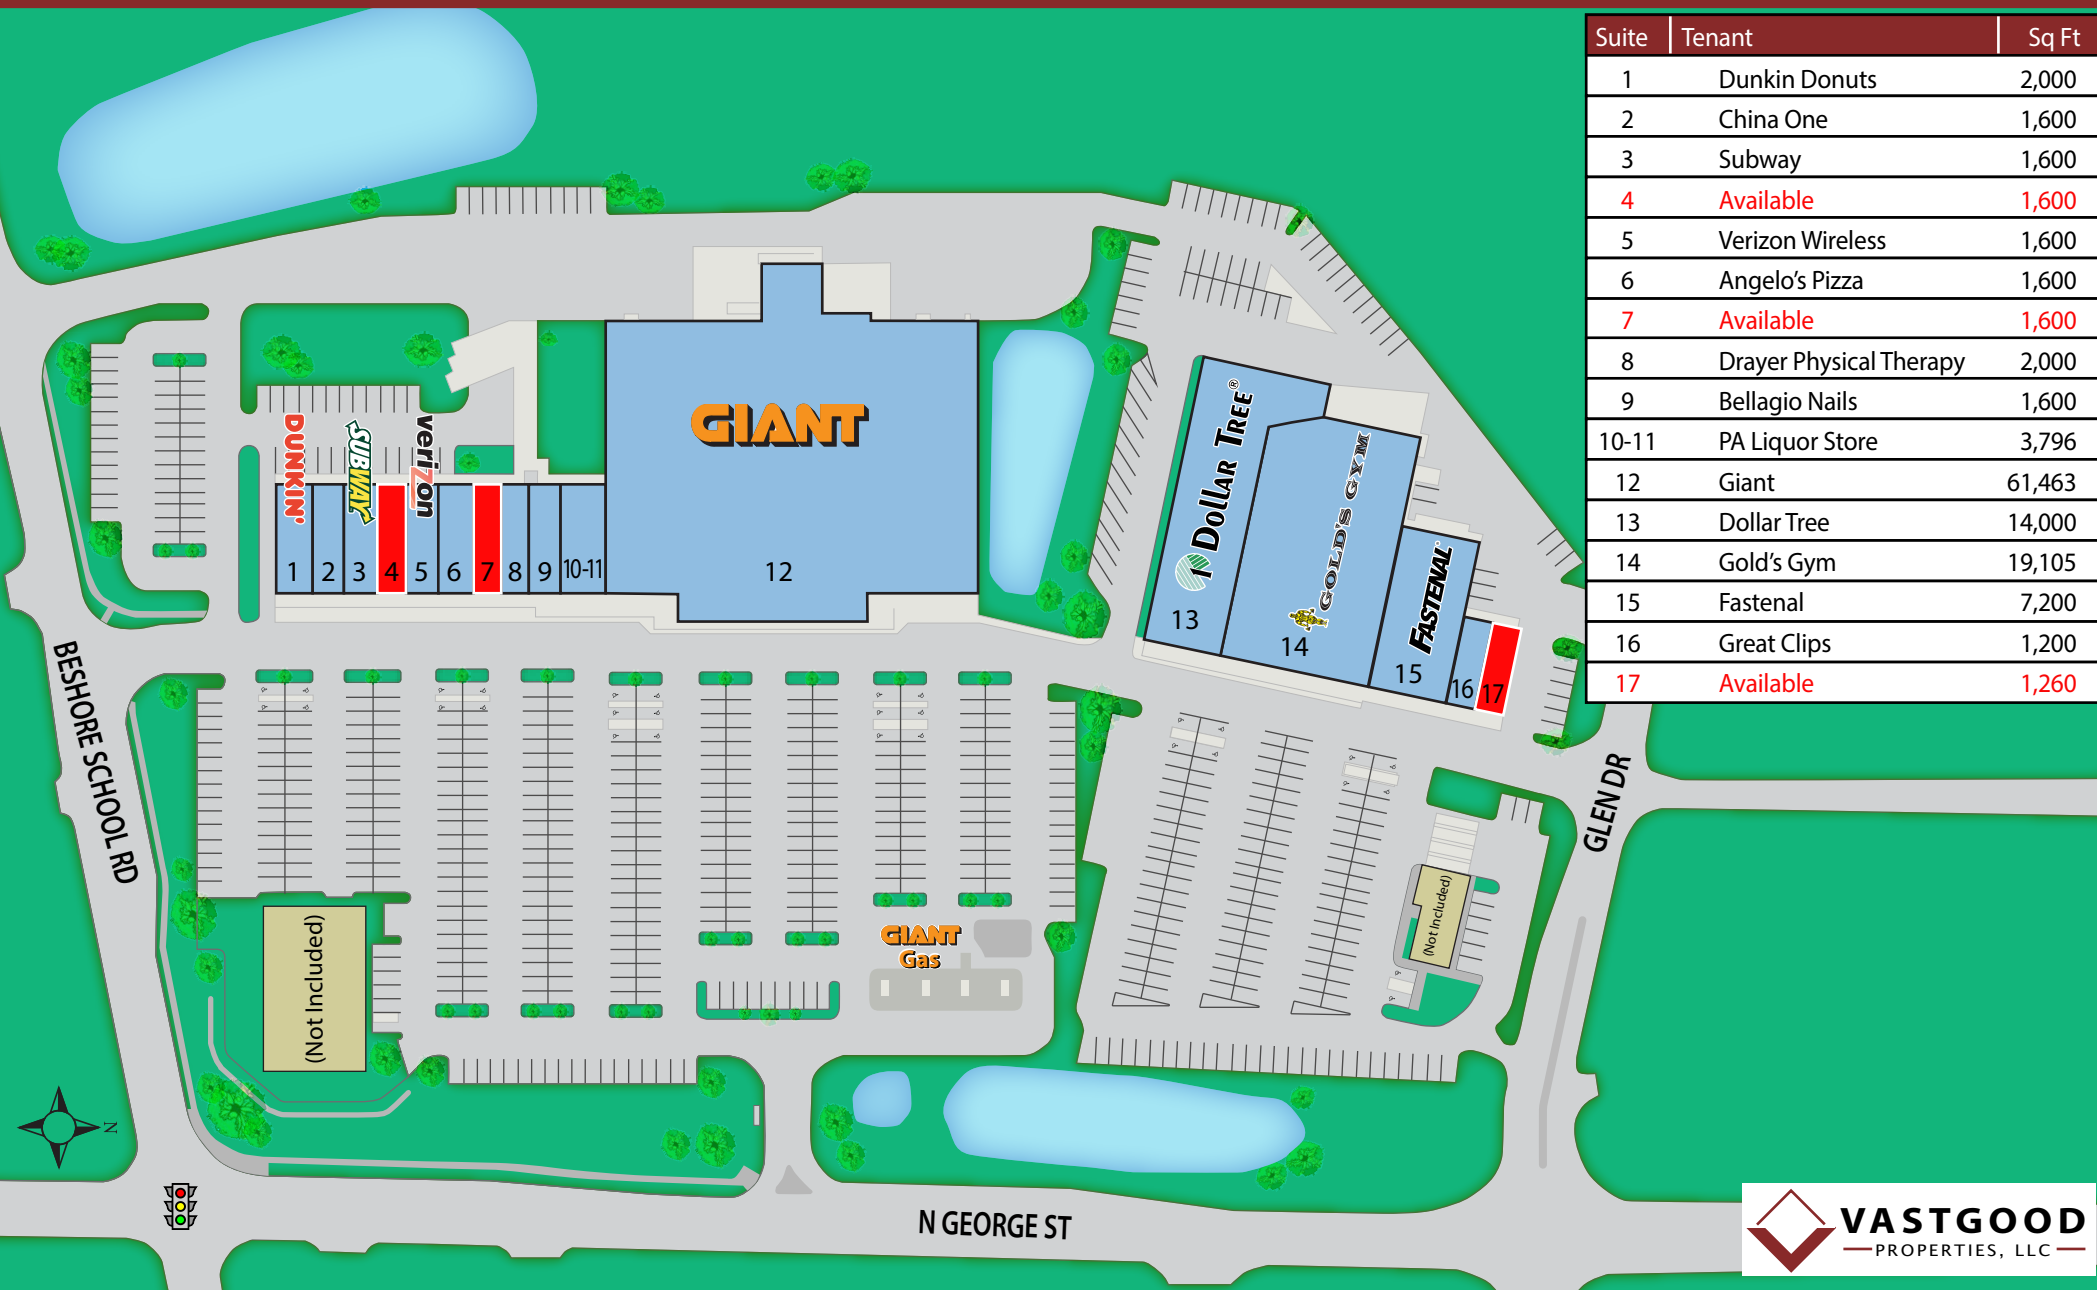 Suite Tenant Sq Ft
1 Dunkin Donuts 2,000
2 China One 1,600
3 Subway 1,600
4 Available 1,600
5 Verizon Wireless 1,600
6 Angelo's Pizza 1,600
7 Available 1,600
8 Drayer Physical Therapy 2,000
9 Bellagio Nails 1,600
10-11 PA Liquor Store 3,796
12 Giant 61,463
13 Dollar Tree 14,000
14 Gold's Gym 19,105
15 Fastenal 7,200
16 Great Clips 1,200
17 Available 1,260
GIANT
DUNKIN'
SUBWAY
verizon
1 2 3 4 5 6 7 8 9 10-11 12
1 DOLLAR TREE®
GOLD'S GYM
FASTENAL
13 14 15 16 17
BESHORE SCHOOL RD
GLEN DR
(Not Included)
(Not Included)
GIANT
Gas
N
N GEORGE ST
VASTGOOD
PROPERTIES, LLC